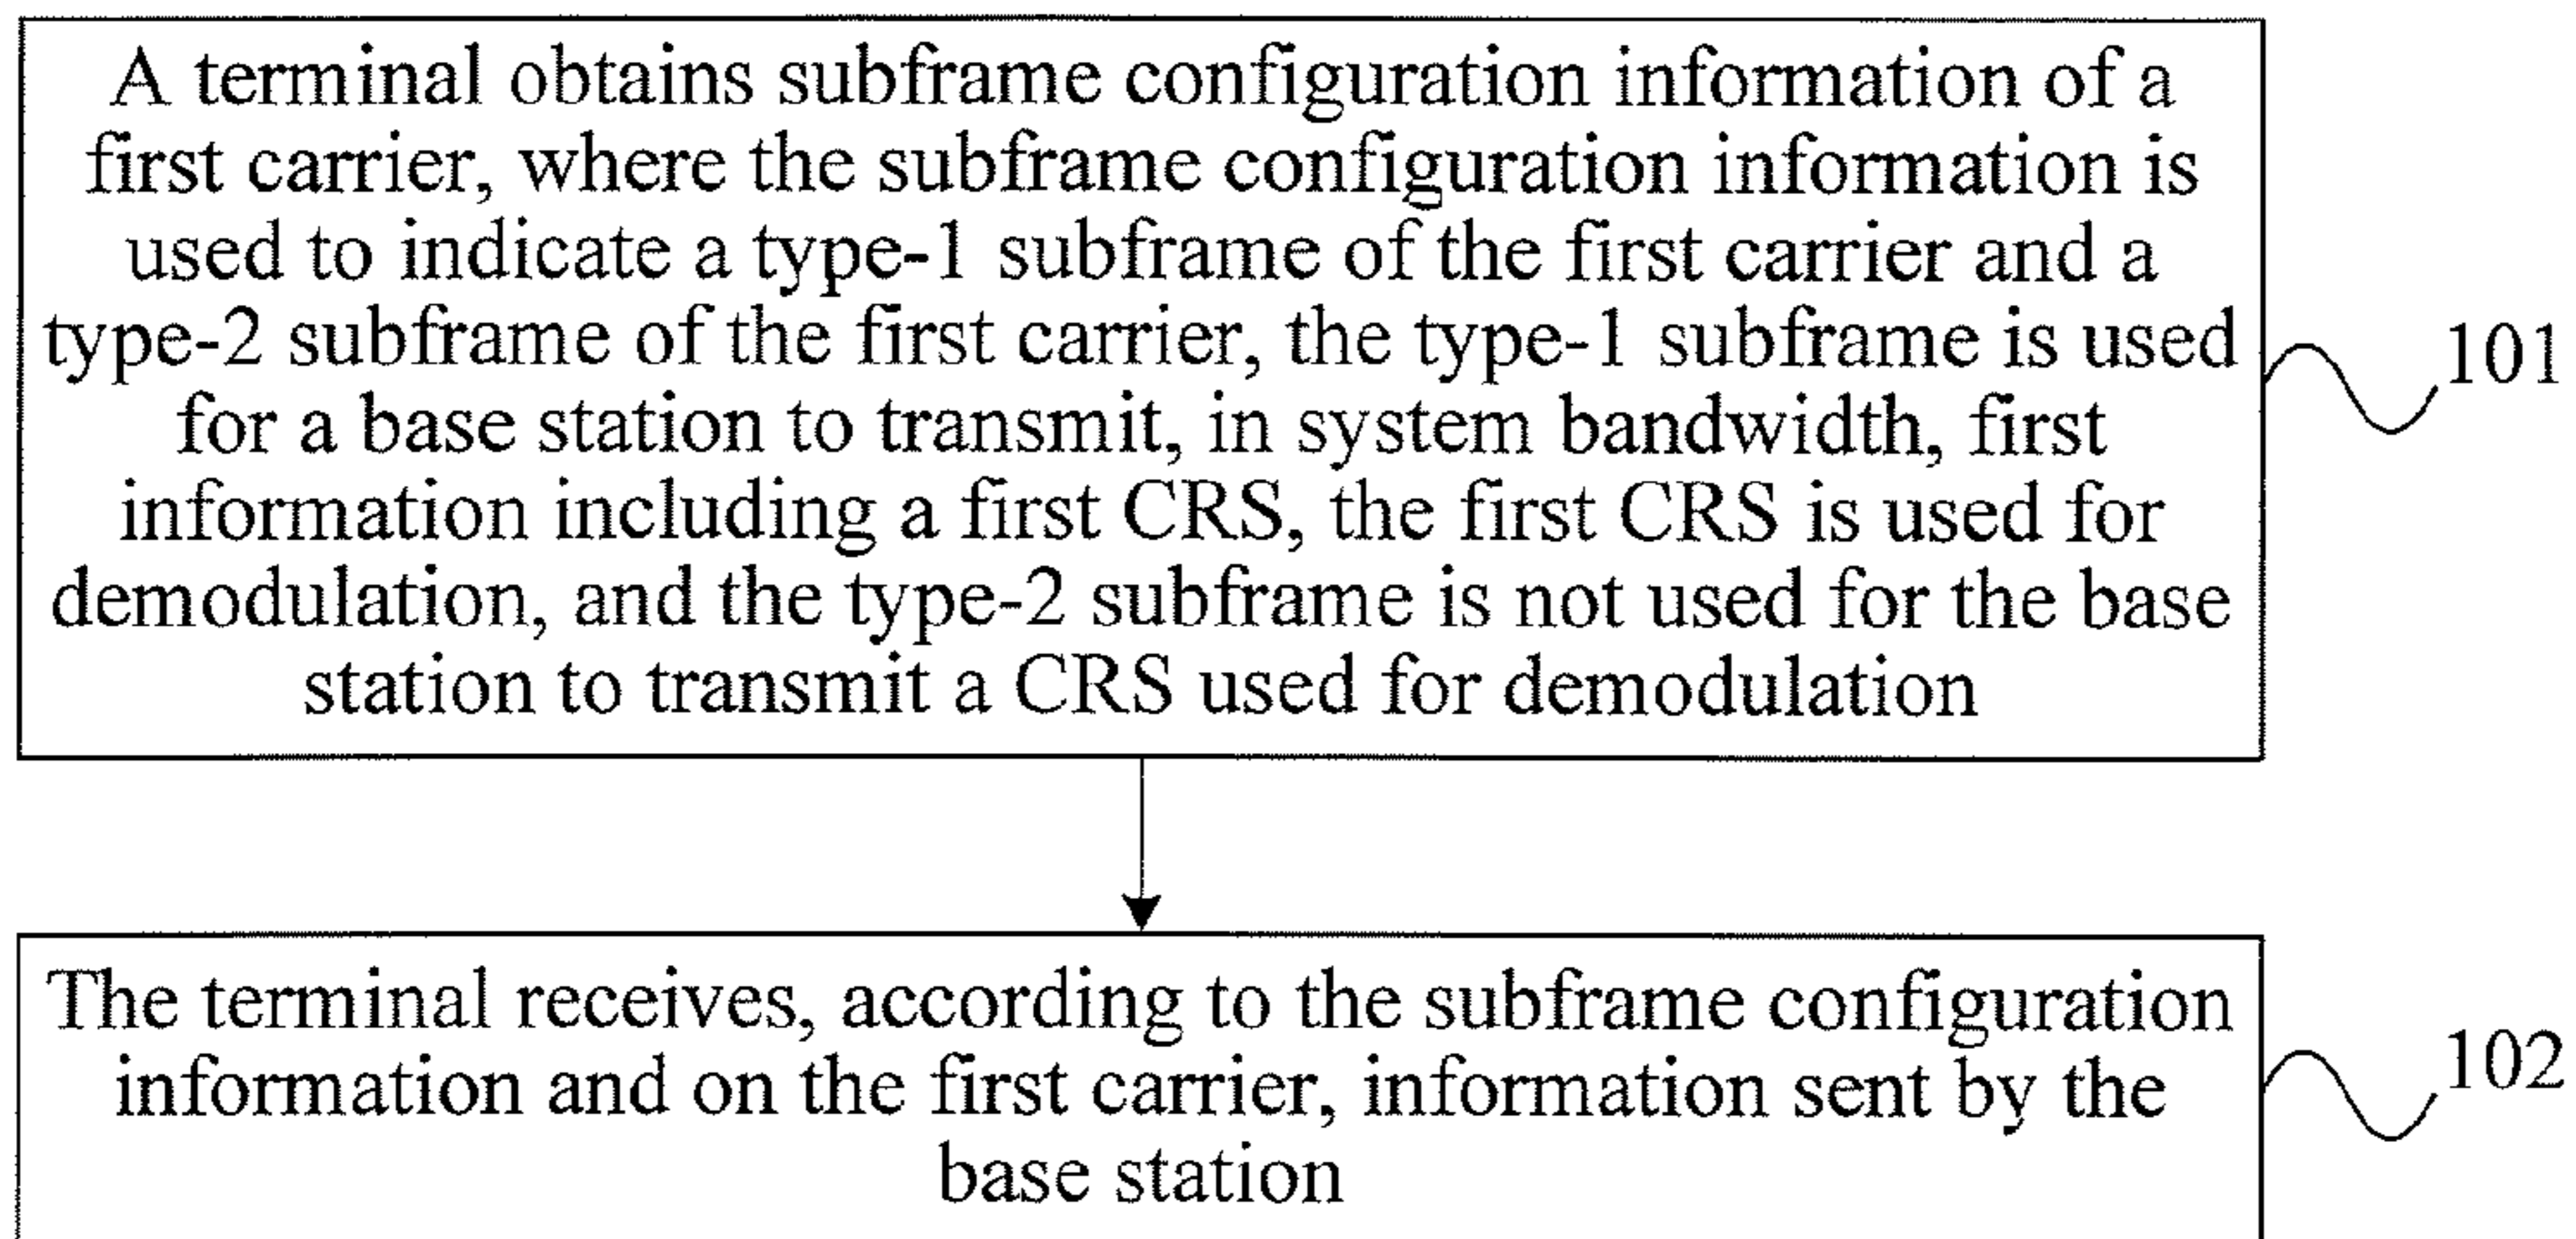 A terminal obtains subframe configuration information of a
first carrier, where the subframe configuration information is
used to indicate a type-1 subframe of the first carrier and a
type-2 subframe of the first carrier, the type-1 subframe is used
for a base station to transmit, in system bandwidth, first
information including a first CRS, the first CRS is used for
demodulation, and the type-2 subframe is not used for the base
station to transmit a CRS used for demodulation
101
The terminal receives, according to the subframe configuration
information and on the first carrier, information sent by the
base station
102